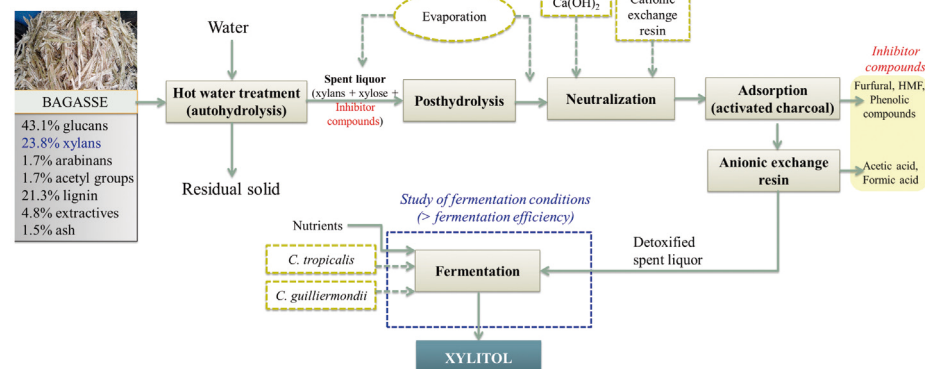 Evaporation
Ca(OH)2
Cationic
exchange
resin
Water
Inhibitor
compounds
BAGASSE
43.1% glucans
23.8% xylans
1.7% arabinans
1.7% acetyl groups
21.3% lignin
4.8% extractives
1.5% ash
Hot water treatment
(autohydrolysis)
Spent liquor
(xylans + xylose +
Inhibitor
compounds)
Posthydrolysis
Neutralization
Adsorption
(activated charcoal)
Furfural, HMF,
Phenolic
compounds
Residual solid
Anionic exchange
resin
Acetic acid,
Formic acid
Study of fermentation conditions
(> fermentation efficiency)
Nutrients
C. tropicalis
C. guilliermondii
Fermentation
Detoxified
spent liquor
XYLITOL